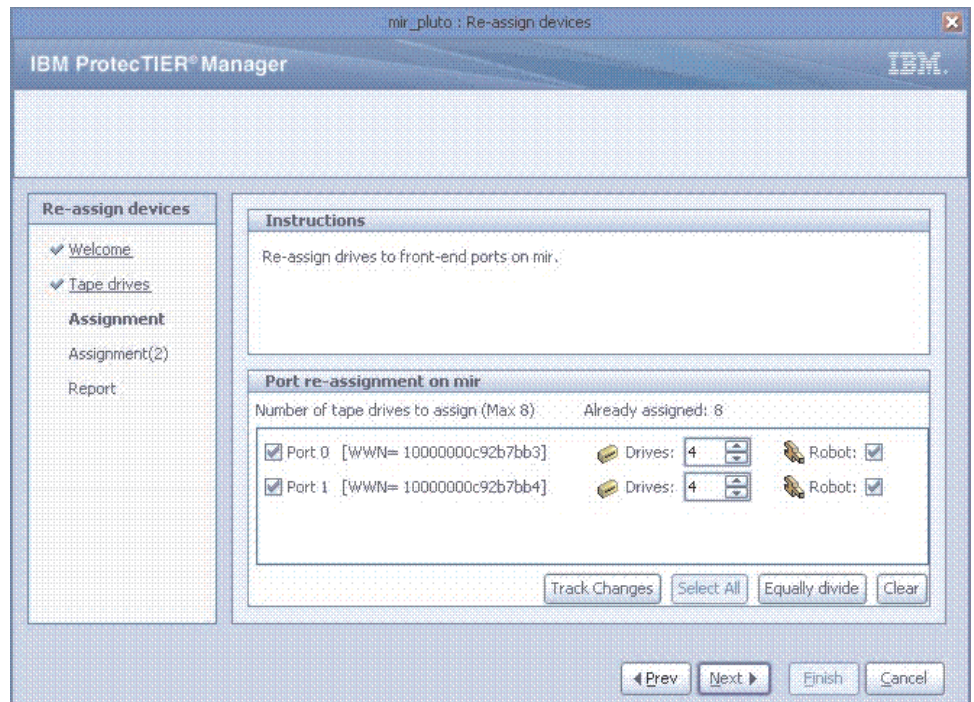 mir_pluto : Re-assign devices
IBM ProtecTIER® Manager
IBM.
Re-assign devices
Welcome
Tape drives
Assignment
Assignment(2)
Report
Instructions
Re-assign drives to front-end ports on mir.
Port re-assignment on mir
Number of tape drives to assign (Max 8) Already assigned: 8
Port 0 [WWN= 10000000c92b7bb3] Drives: 4 Robot:
Port 1 [WWN= 10000000c92b7bb4] Drives: 4 Robot:
Track Changes Select All Equally divide Clear
Prev Next Finish Cancel